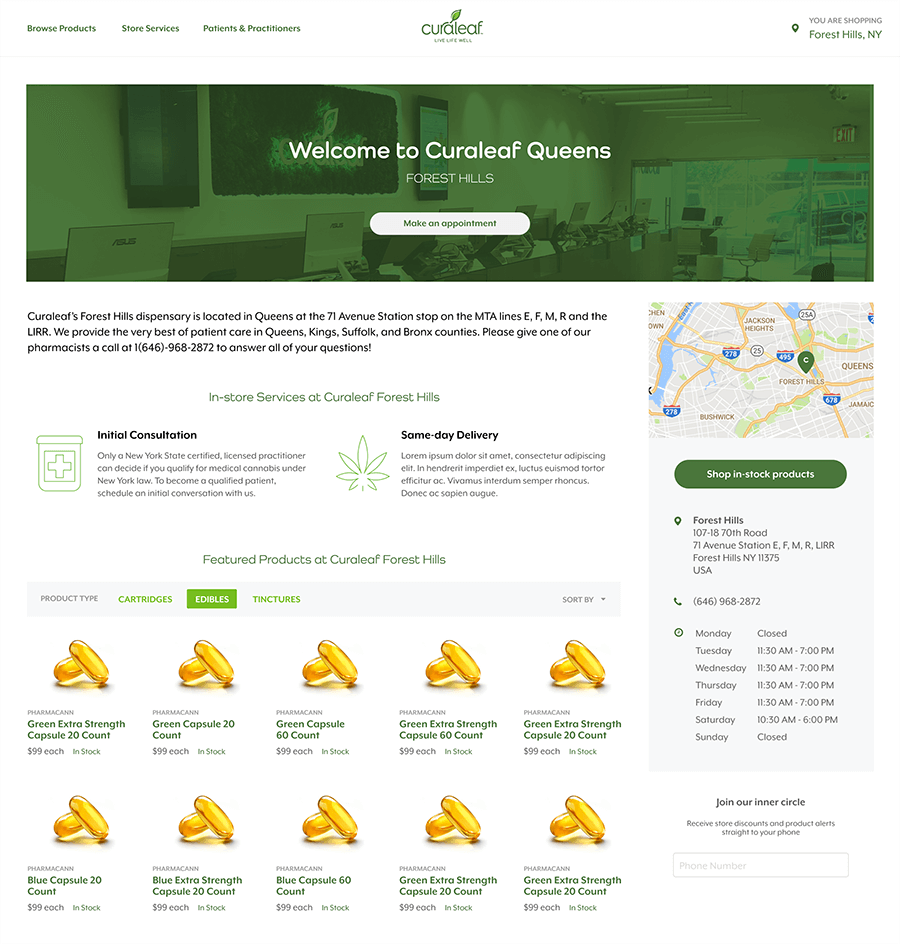 Browse Products
Store Services
Patients & Practitioners
curaleaf
LIVE LIFE WELL
YOU ARE SHOPPING
Forest Hills, NY
EXIT
Welcome to Curaleaf Queens
FOREST HILLS
Make an appointment
ASUS
ASUS
Curaleaf's Forest Hills dispensary is located in Queens at the 71 Avenue Station stop on the MTA lines E, F, M, R and the
LIRR. We provide the very best of patient care in Queens, Kings, Suffolk, and Bronx counties. Please give one of our
pharmacists a call at 1(646)-968-2872 to answer all of your questions!
In-store Services at Curaleaf Forest Hills
Initial Consultation
Only a New York State certified, licensed practitioner
can decide if you qualify for medical cannabis under
New York law. To become a qualified patient,
schedule an initial conversation with us.
Same-day Delivery
Lorem ipsum dolor sit amet, consectetur adipiscing
elit. In hendrerit imperdiet ex, luctus euismod tortor
efficitur ac. Vivamus interdum semper rhoncus.
Donec ac sapien augue.
Featured Products at Curaleaf Forest Hills
PRODUCT TYPE
CARTRIDGES
EDIBLES
TINCTURES
SORT BY
PHARMACANN
Green Extra Strength
Capsule 20 Count
$99 each In Stock
PHARMACANN
Green Capsule 20
Count
$99 each In Stock
PHARMACANN
Green Capsule
60 Count
$99 each In Stock
PHARMACANN
Green Extra Strength
Capsule 60 Count
$99 each In Stock
PHARMACANN
Green Extra Strength
Capsule 20 Count
$99 each In Stock
PHARMACANN
Blue Capsule 20
Count
$99 each In Stock
PHARMACANN
Blue Extra Strength
Capsule 20 Count
$99 each In Stock
PHARMACANN
Blue Capsule 60
Count
$99 each In Stock
PHARMACANN
Green Extra Strength
Capsule 20 Count
$99 each In Stock
PHARMACANN
Green Extra Strength
Capsule 20 Count
$99 each In Stock
CHEN
OWN
JACKSON
HEIGHTS
25A
278
25
495
C
QUEENS
FOREST HILLS
678
JAMAIC
278
BUSHWICK
Shop in-stock products
Forest Hills
107-18 70th Road
71 Avenue Station E, F, M, R, LIRR
Forest Hills NY 11375
USA
(646) 968-2872
Monday Closed
Tuesday 11:30 AM - 7:00 PM
Wednesday 11:30 AM - 7:00 PM
Thursday 11:30 AM - 7:00 PM
Friday 11:30 AM - 7:00 PM
Saturday 10:30 AM - 6:00 PM
Sunday Closed
Join our inner circle
Receive store discounts and product alerts
straight to your phone
Phone Number